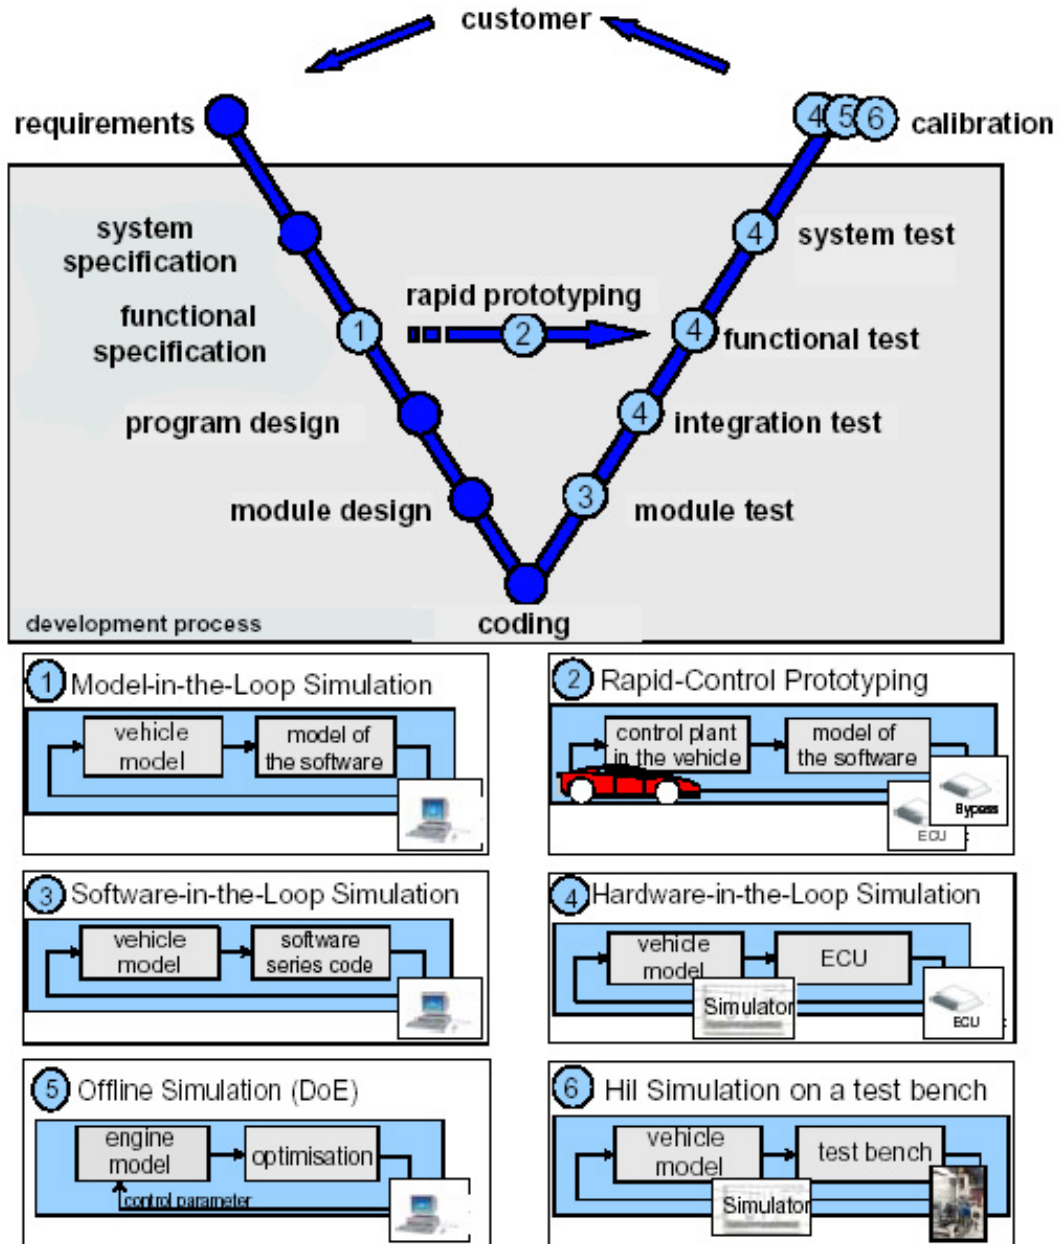 customer
requirements
4 5 6 calibration
system
specification
4 system test
rapid prototyping
functional
specification
1
2
4 functional test
program design
4 integration test
module design
3 module test
coding
development process
1 Model-in-the-Loop Simulation
vehicle
model
model of
the software
2 Rapid-Control Prototyping
control plant
in the vehicle
model of
the software
Bypass
ECU
3 Software-in-the-Loop Simulation
vehicle
model
software
series code
4 Hardware-in-the-Loop Simulation
vehicle
model
ECU
Simulator
ECU
5 Offline Simulation (DoE)
engine
model
optimisation
control parameter
6 Hil Simulation on a test bench
vehicle
model
test bench
Simulator